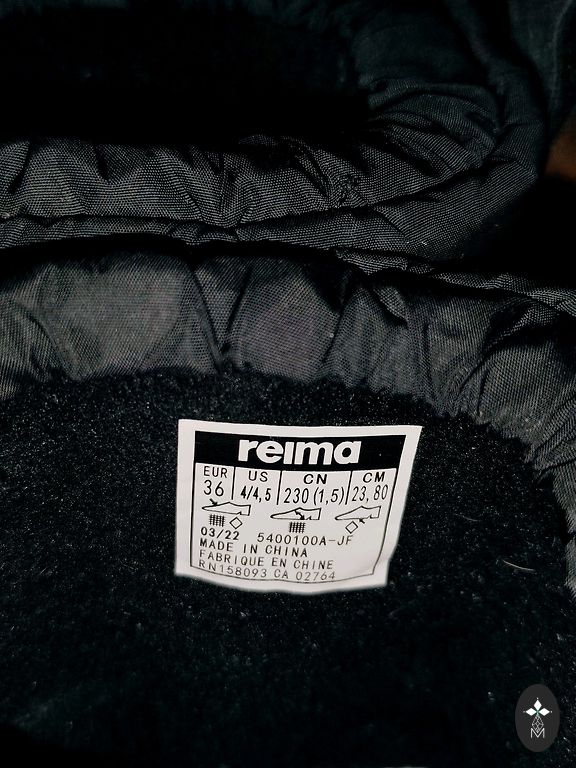 reima
EUR US CN CM
36 4/4,5 230(1,5) 23,80
03/22 5400100A-JF
MADE IN CHINA
FABRIQUE EN CHINE
RN158093 CA 02764
M